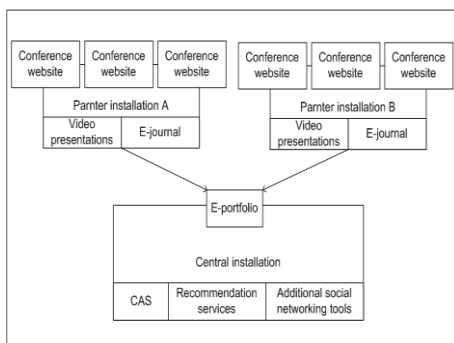 Conference
website
Conference
website
Conference
website
Parnter installation A
Video
presentations
E-journal
Conference
website
Conference
website
Conference
website
Parnter installation B
Video
presentations
E-journal
E-portfolio
Central installation
CAS
Recommendation
services
Additional social
networking tools